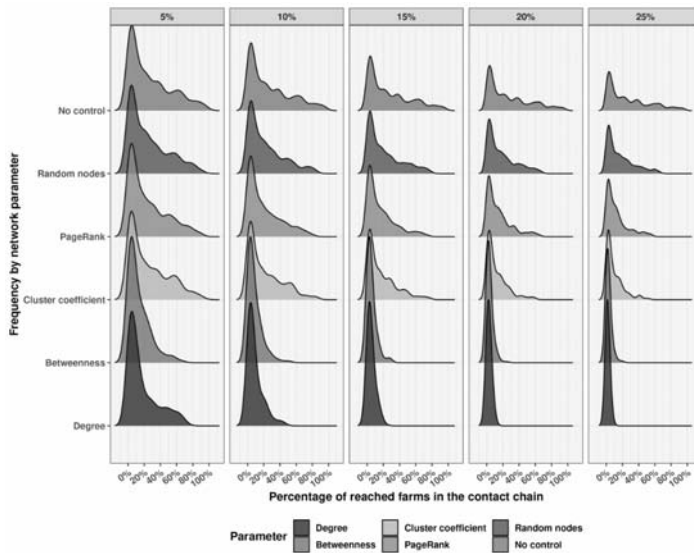 5% 10% 15% 20% 25%
Frequency by network parameter
No control
Random nodes
PageRank
Cluster coefficient
Betweenness
Degree
0% 20% 40% 60% 80% 100% 0% 20% 40% 60% 80% 100% 0% 20% 40% 60% 80% 100% 0% 20% 40% 60% 80% 100% 0% 20% 40% 60% 80% 100%
Percentage of reached farms in the contact chain
Parameter
Degree Cluster coefficient Random nodes
Betweenness PageRank No control